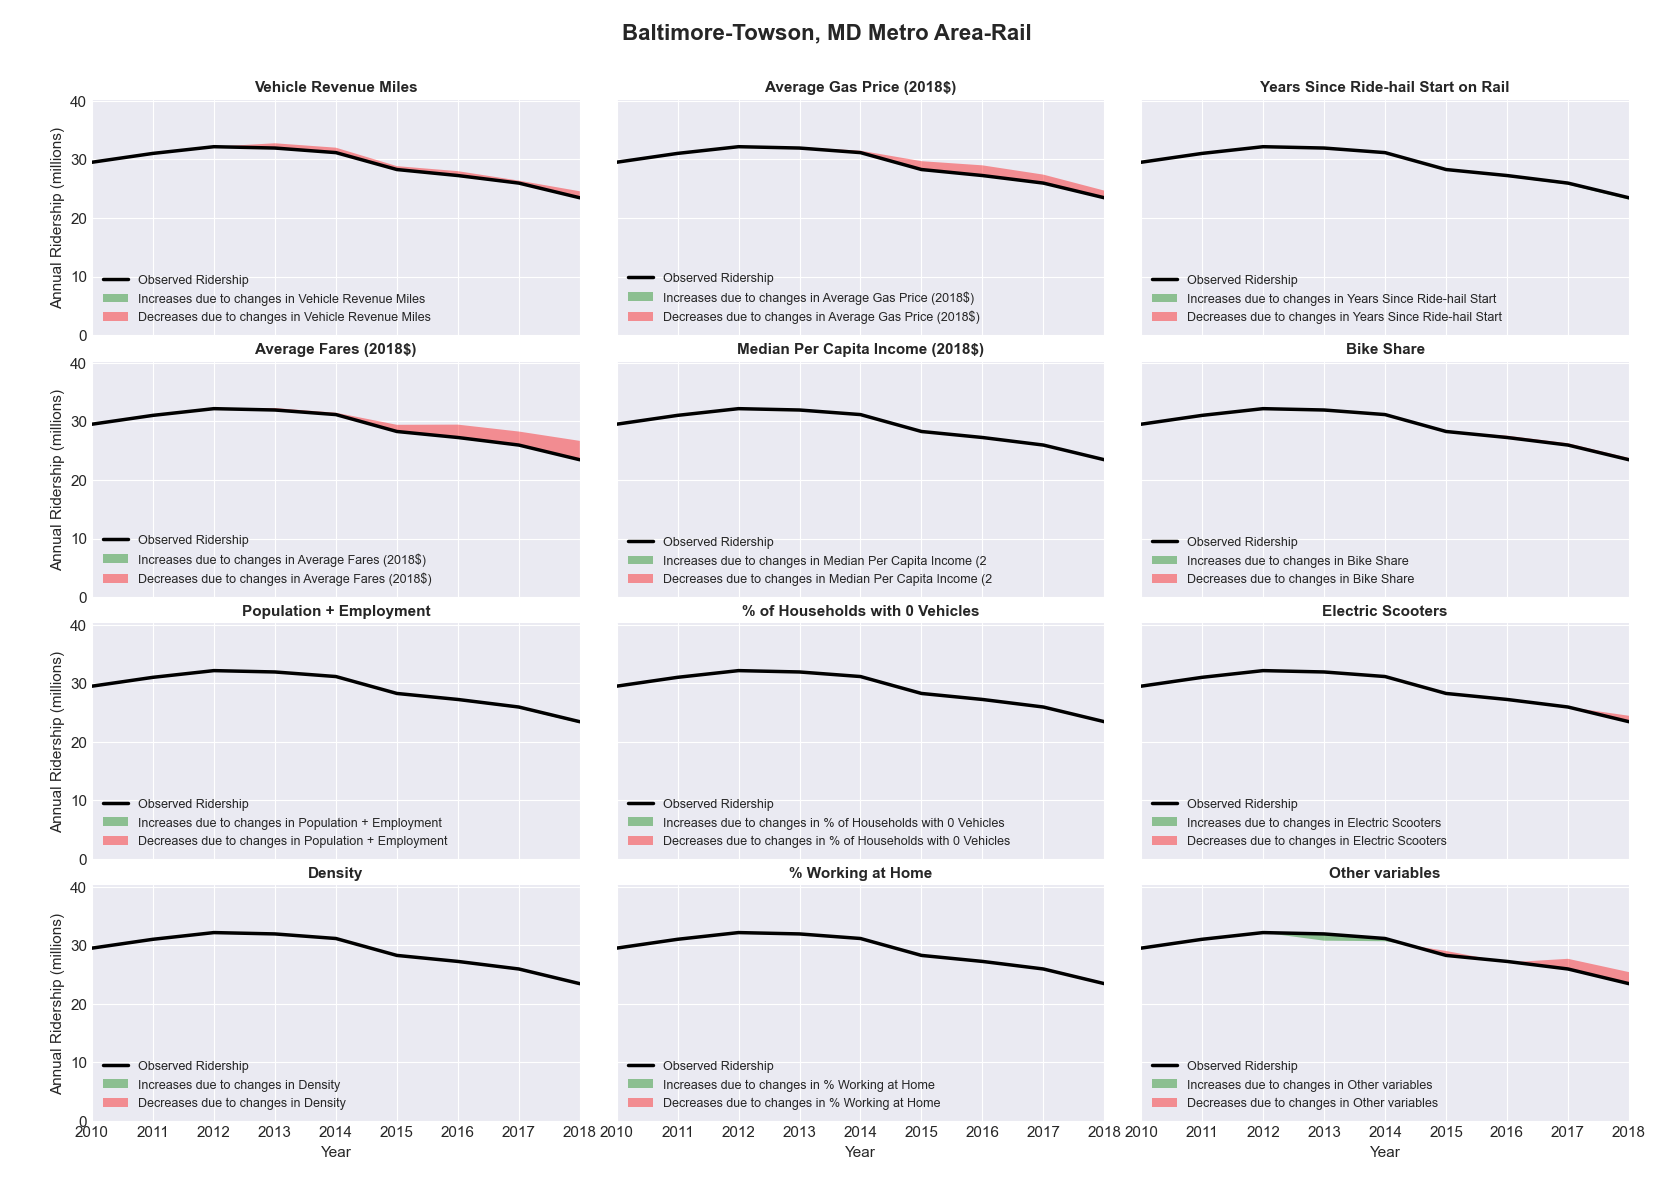 Baltimore-Towson, MD Metro Area-Rail
Vehicle Revenue Miles
Annual Ridership (millions)
40
30
20
10
0
Observed Ridership
Increases due to changes in Vehicle Revenue Miles
Decreases due to changes in Vehicle Revenue Miles
Average Gas Price (2018$)
Observed Ridership
Increases due to changes in Average Gas Price (2018$)
Decreases due to changes in Average Gas Price (2018$)
Years Since Ride-hail Start on Rail
Observed Ridership
Increases due to changes in Years Since Ride-hail Start
Decreases due to changes in Years Since Ride-hail Start
Average Fares (2018$)
Annual Ridership (millions)
40
30
20
10
0
Observed Ridership
Increases due to changes in Average Fares (2018$)
Decreases due to changes in Average Fares (2018$)
Median Per Capita Income (2018$)
Observed Ridership
Increases due to changes in Median Per Capita Income (2
Decreases due to changes in Median Per Capita Income (2
Bike Share
Observed Ridership
Increases due to changes in Bike Share
Decreases due to changes in Bike Share
Population + Employment
Annual Ridership (millions)
40
30
20
10
0
Observed Ridership
Increases due to changes in Population + Employment
Decreases due to changes in Population + Employment
% of Households with 0 Vehicles
Observed Ridership
Increases due to changes in % of Households with 0 Vehicles
Decreases due to changes in % of Households with 0 Vehicles
Electric Scooters
Observed Ridership
Increases due to changes in Electric Scooters
Decreases due to changes in Electric Scooters
Density
Annual Ridership (millions)
40
30
20
10
0
Observed Ridership
Increases due to changes in Density
Decreases due to changes in Density
2010 2011 2012 2013 2014 2015 2016 2017 2018
Year
% Working at Home
Observed Ridership
Increases due to changes in % Working at Home
Decreases due to changes in % Working at Home
2010 2011 2012 2013 2014 2015 2016 2017 2018
Year
Other variables
Observed Ridership
Increases due to changes in Other variables
Decreases due to changes in Other variables
2010 2011 2012 2013 2014 2015 2016 2017 2018
Year